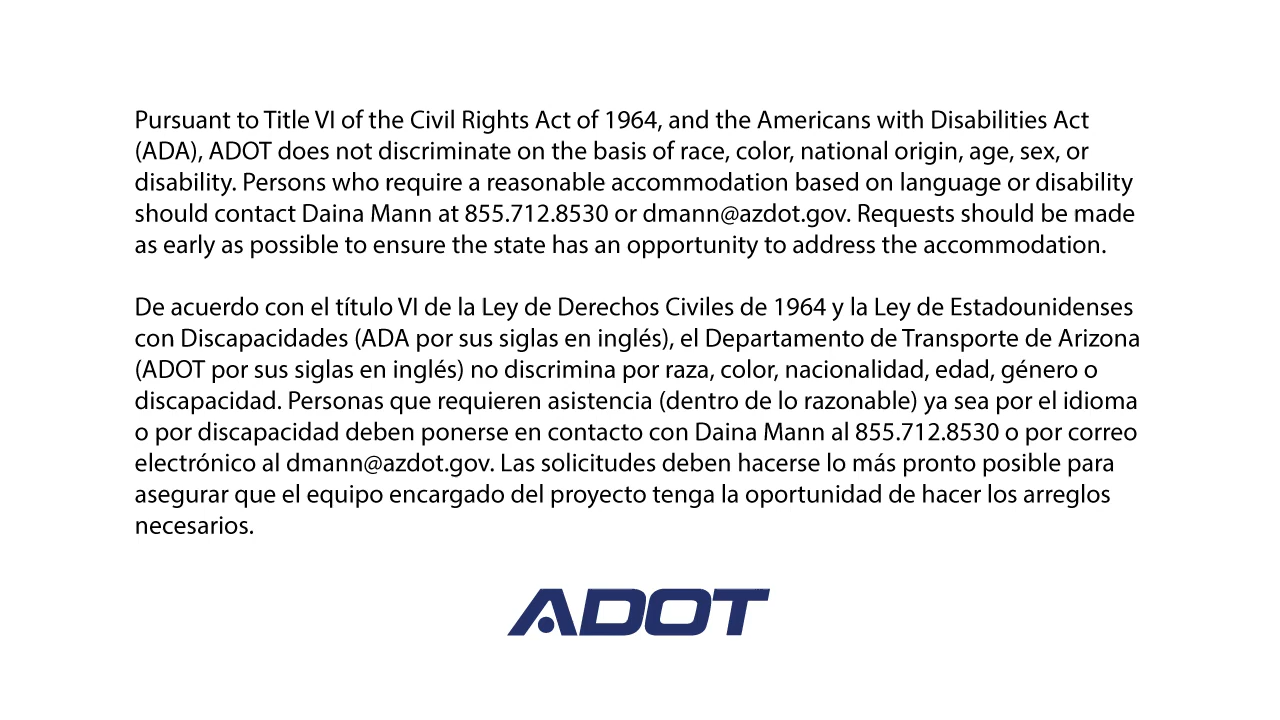 Pursuant to Title VI of the Civil Rights Act of 1964, and the Americans with Disabilities Act
(ADA), ADOT does not discriminate on the basis of race, color, national origin, age, sex, or
disability. Persons who require a reasonable accommodation based on language or disability
should contact Daina Mann at 855.712.8530 or dmann@azdot.gov. Requests should be made
as early as possible to ensure the state has an opportunity to address the accommodation.
De acuerdo con el título VI de la Ley de Derechos Civiles de 1964 y la Ley de Estadounidenses
con Discapacidades (ADA por sus siglas en inglés), el Departamento de Transporte de Arizona
(ADOT por sus siglas en inglés) no discrimina por raza, color, nacionalidad, edad, género o
discapacidad. Personas que requieren asistencia (dentro de lo razonable) ya sea por el idioma
o por discapacidad deben ponerse en contacto con Daina Mann al 855.712.8530 o por correo
electrónico al dmann@azdot.gov. Las solicitudes deben hacerse lo más pronto posible para
asegurar que el equipo encargado del proyecto tenga la oportunidad de hacer los arreglos
necesarios.
ADOT